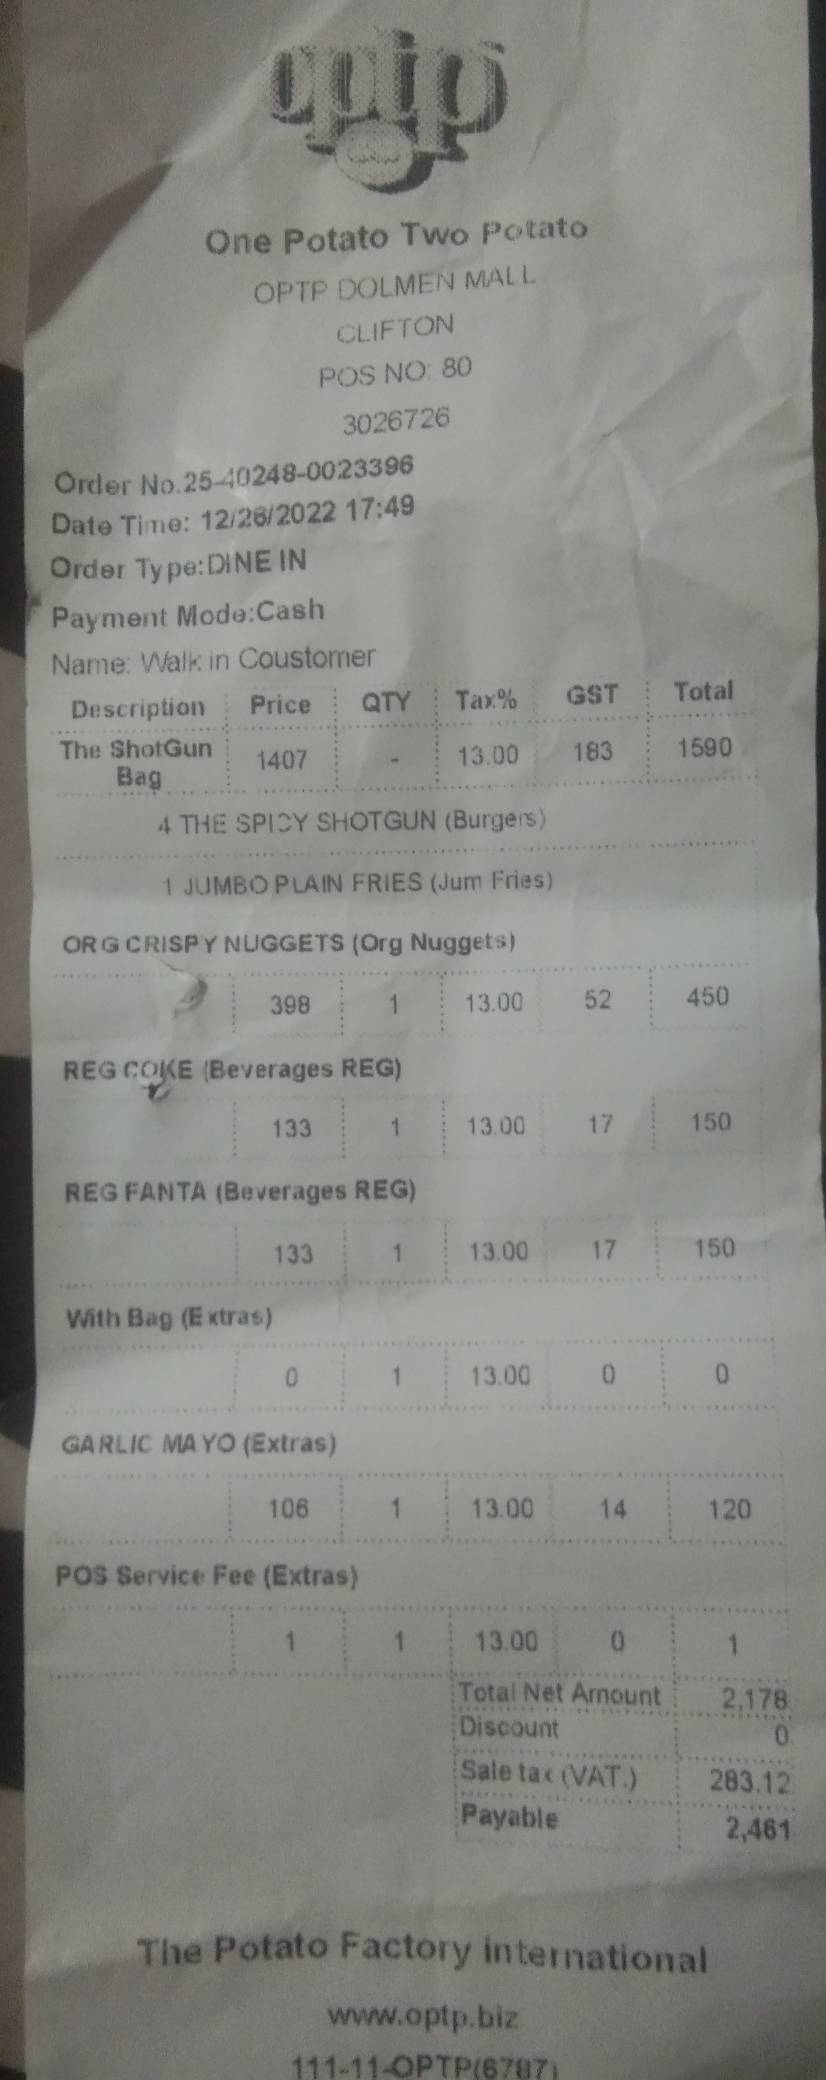 optp
One Potato Two Potato
OPTP DOLMEN MALL
CLIFTON
POS NO: 80
3026726
Order No.25-40248-0023396
Date Time: 12/26/2022 17:49
Order Type:DINE IN
Payment Mode:Cash
Name: Walk in Coustomer
Description Price QTY Tax% GST Total
The ShotGun Bag 1407 - 13.00 183 1590
4 THE SPICY SHOTGUN (Burgers)
1 JUMBO PLAIN FRIES (Jum Fries)
ORG CRISPY NUGGETS (Org Nuggets)
398 1 13.00 52 450
REG COKE (Beverages REG)
133 1 13.00 17 150
REG FANTA (Beverages REG)
133 1 13.00 17 150
With Bag (Extras)
0 1 13.00 0 0
GARLIC MAYO (Extras)
106 1 13.00 14 120
POS Service Fee (Extras)
1 1 13.00 0 1
Total Net Amount 2,178
Discount 0
Sale tax (VAT.) 283.12
Payable 2,461
The Potato Factory international
www.optp.biz
111-11-OPTP(6787)